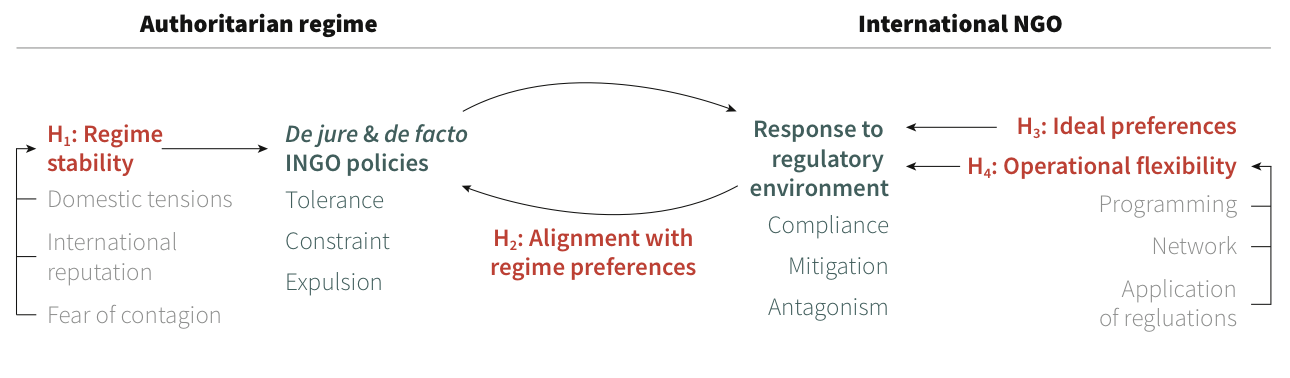 Authoritarian regime
International NGO
H₁: Regime
stability
Domestic tensions
International
reputation
Fear of contagion
De jure & de facto
INGO policies
Tolerance
Constraint
Expulsion
H₂: Alignment with
regime preferences
Response to
regulatory
environment
Compliance
Mitigation
Antagonism
H₃: Ideal preferences
H₄: Operational flexibility
Programming
Network
Application
of regluations